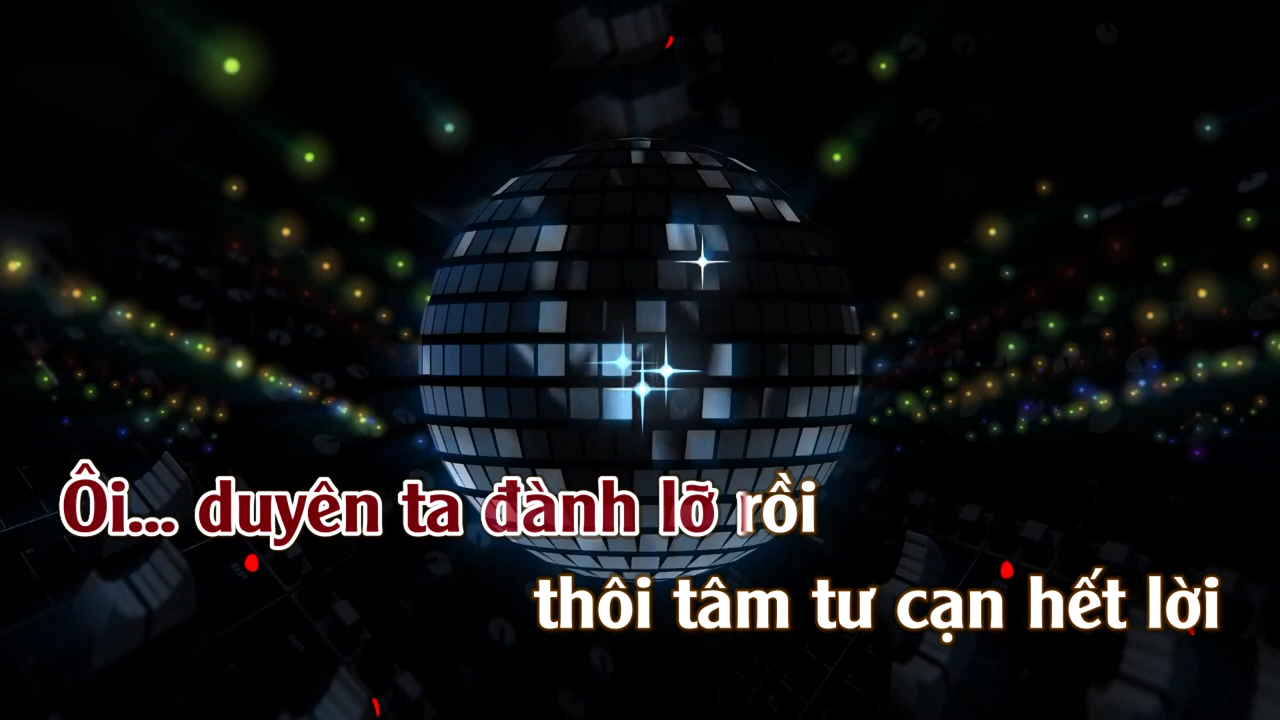 Ôi... duyên ta đành lỡ rồi
thôi tâm tư cạn hết lời